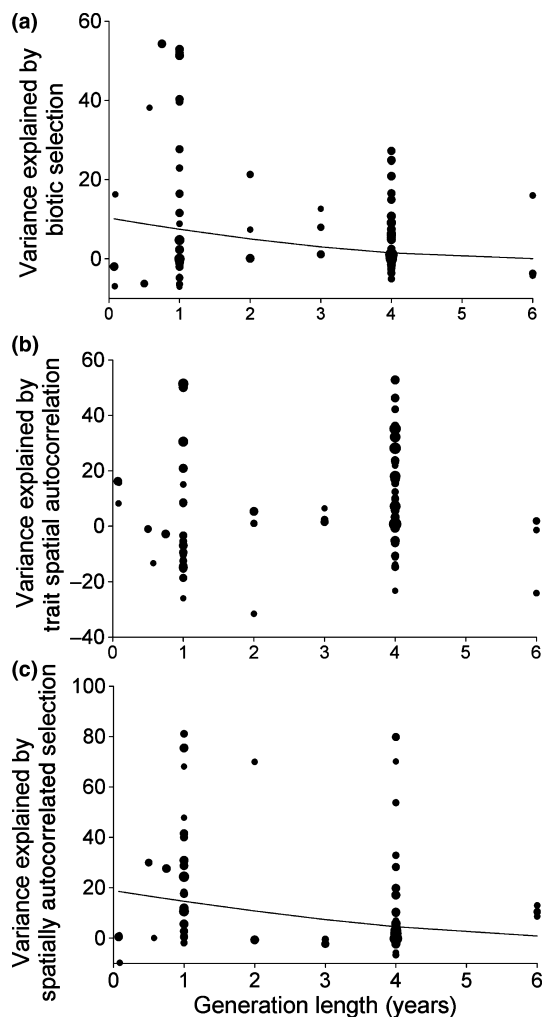 (a)
Variance explained by
biotic selection
60
40
20
0
0 1 2 3 4 5 6
(b)
Variance explained by
trait spatial autocorrelation
60
40
20
0
−20
−40
0 1 2 3 4 5 6
(c)
Variance explained by
spatially autocorrelated selection
100
80
60
40
20
0
0 1 2 3 4 5 6
Generation length (years)